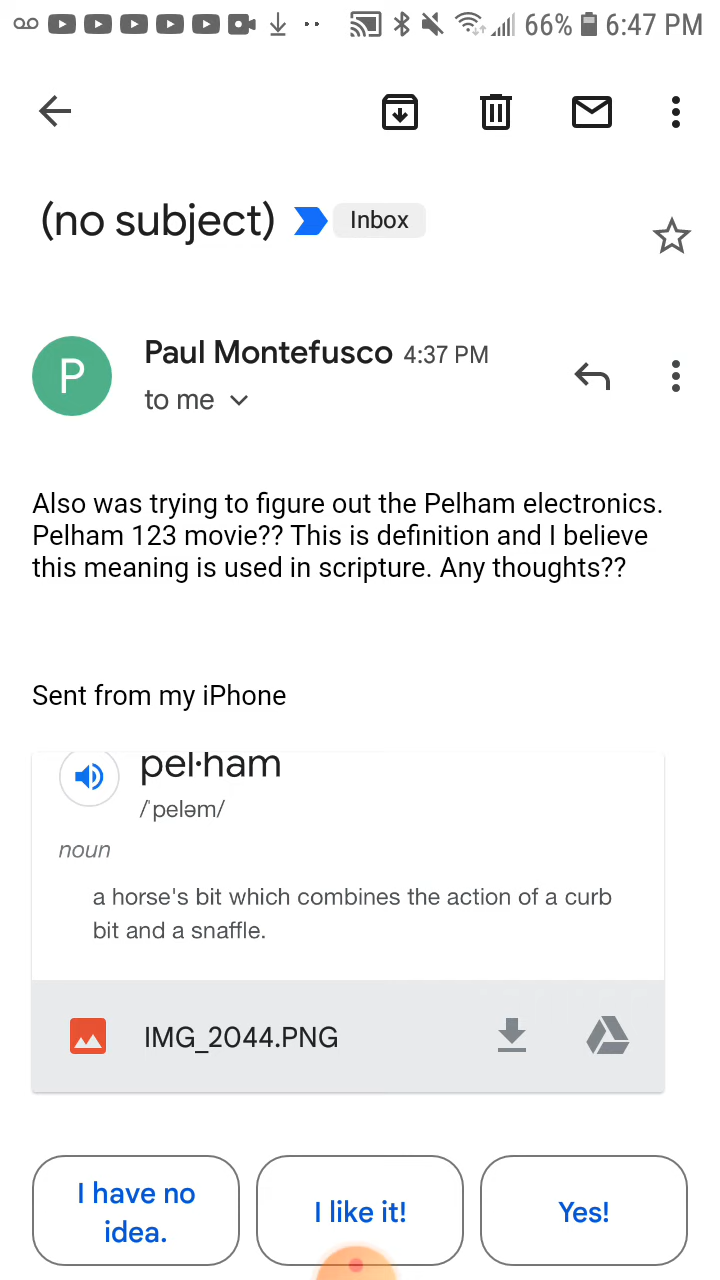 66% 6:47 PM
(no subject) Inbox
Paul Montefusco 4:37 PM
to me
P
Also was trying to figure out the Pelham electronics.
Pelham 123 movie?? This is definition and I believe
this meaning is used in scripture. Any thoughts??
Sent from my iPhone
pel·ham
/ˈpeləm/
noun
a horse's bit which combines the action of a curb
bit and a snaffle.
IMG_2044.PNG
I have no
idea.
I like it!
Yes!